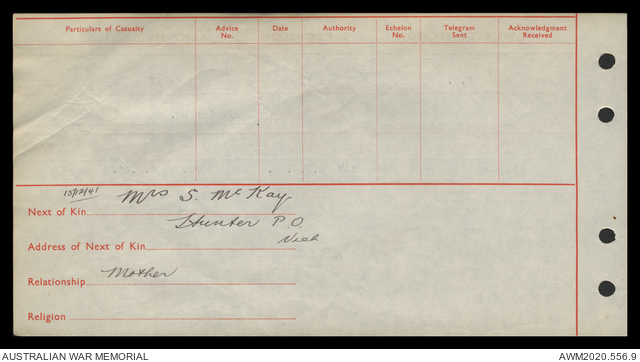 Particulars of Casualty Advice No. Date Authority Echelon No. Telegram Sent Acknowledgment Received
15/12/41 Mrs S. McKay
Next of Kin
Hunter P.O.
Vict
Address of Next of Kin
Mother
Relationship
Religion
AUSTRALIAN WAR MEMORIAL AWM2020.556.9